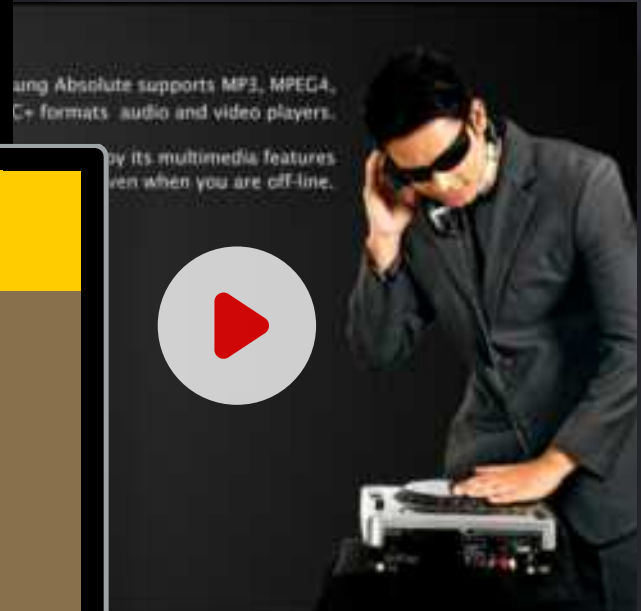 ung Absolute supports MP3, MPEG4,
C+ formats audio and video players.
oy its multimedia features
ven when you are off-line.